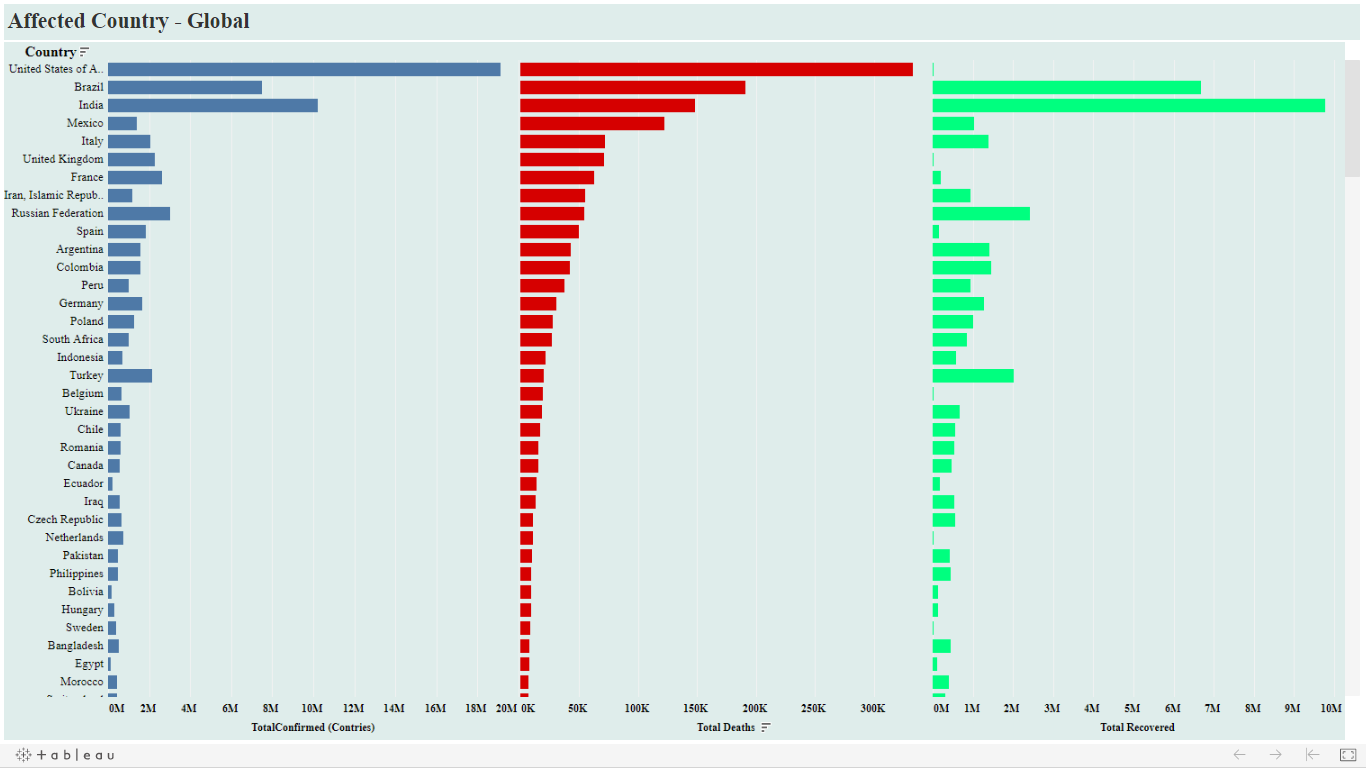 Affected Country - Global
Country
United States of A..
Brazil
India
Mexico
Italy
United Kingdom
France
Iran, Islamic Repub..
Russian Federation
Spain
Argentina
Colombia
Peru
Germany
Poland
South Africa
Indonesia
Turkey
Belgium
Ukraine
Chile
Romania
Canada
Ecuador
Iraq
Czech Republic
Netherlands
Pakistan
Philippines
Bolivia
Hungary
Sweden
Bangladesh
Egypt
Morocco
0M 2M 4M 6M 8M 10M 12M 14M 16M 18M 20M 0K 50K 100K 150K 200K 250K 300K 0M 1M 2M 3M 4M 5M 6M 7M 8M 9M 10M
TotalConfirmed (Contries) Total Deaths Total Recovered
+ableau